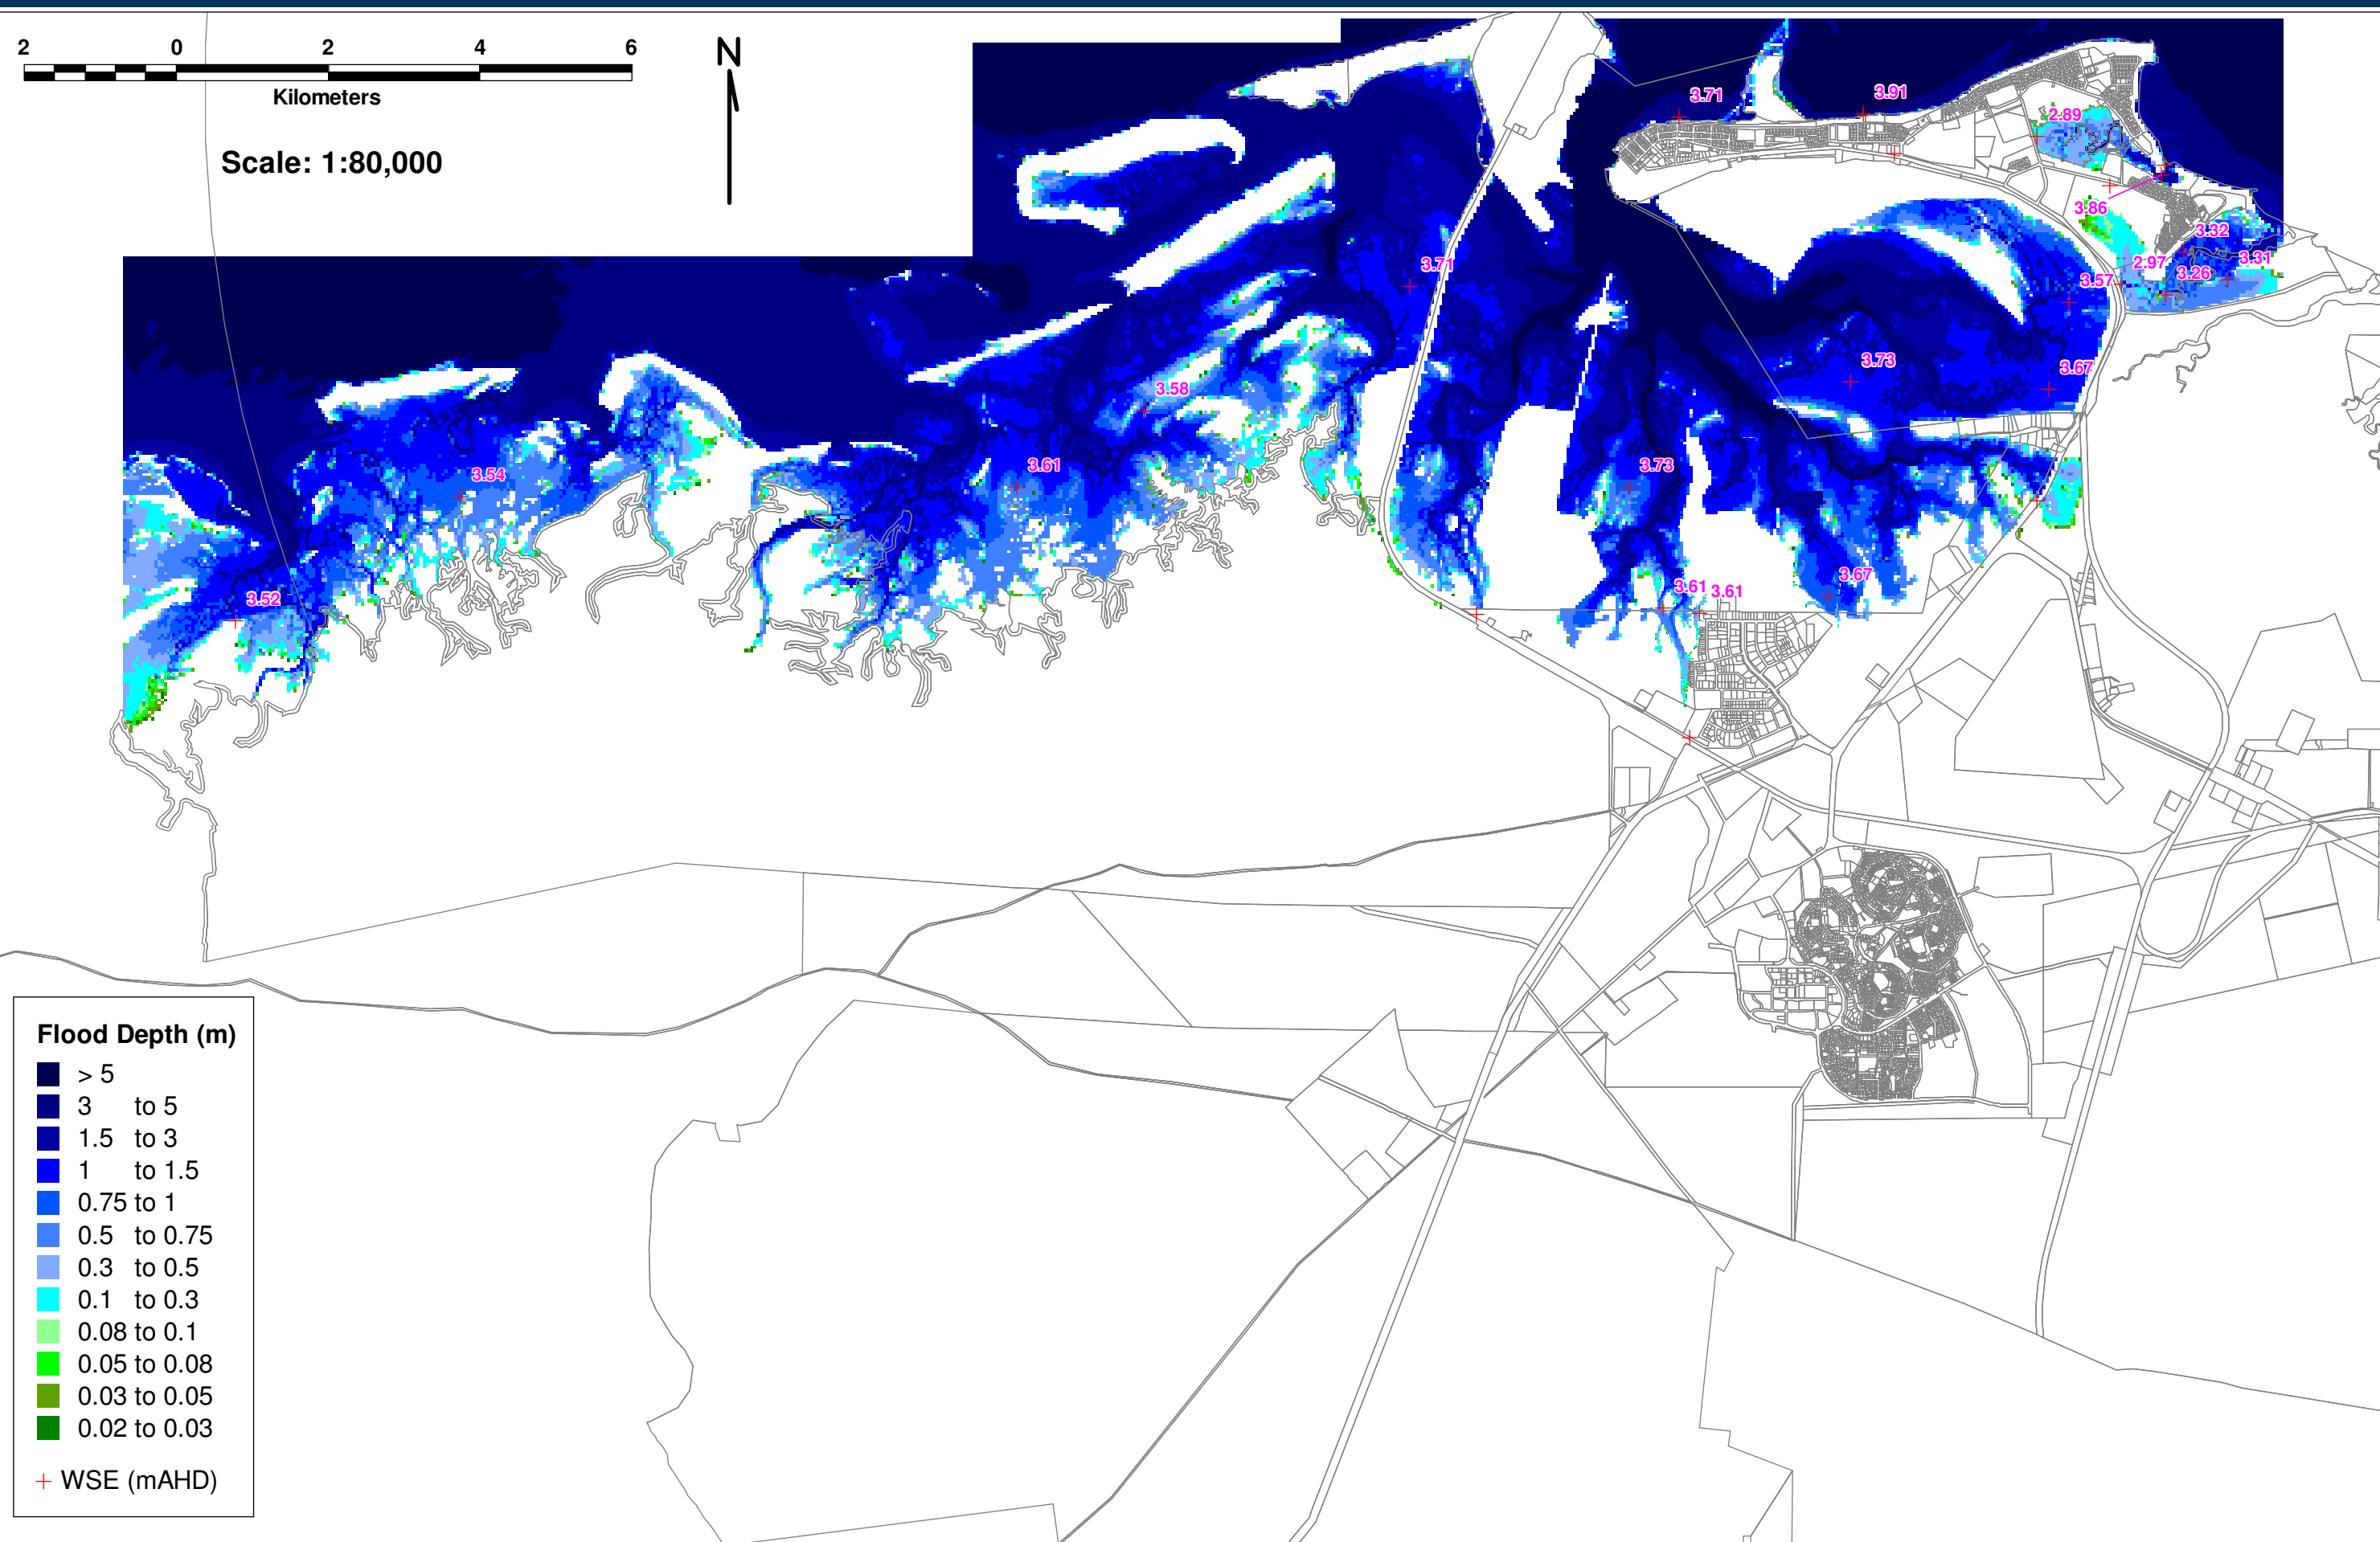 2 0 2 4 6
Kilometers
Scale: 1:80,000
N
3.71
3.91
2.89
3.86
3.32
3.31
2.97
3.26
3.57
3.71
3.73
3.67
3.58
3.54
3.61
3.73
3.52
3.61
3.61
3.67
Flood Depth (m)
> 5
3 to 5
1.5 to 3
1 to 1.5
0.75 to 1
0.5 to 0.75
0.3 to 0.5
0.1 to 0.3
0.08 to 0.1
0.05 to 0.08
0.03 to 0.05
0.02 to 0.03
WSE (mAHD)